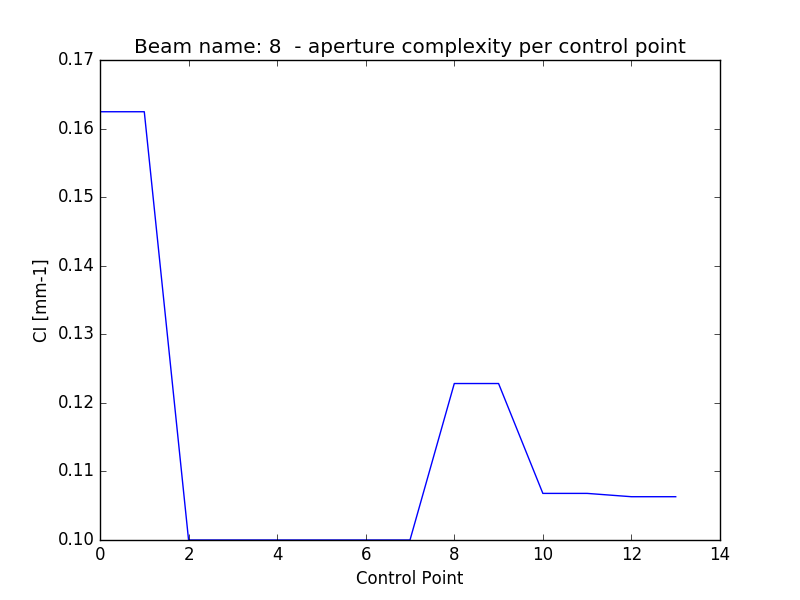 Beam name: 8  - aperture complexity per control point
0.17
0.16
0.15
0.14
0.13
0.12
0.11
0.10
CI [mm-1]
0 2 4 6 8 10 12 14
Control Point